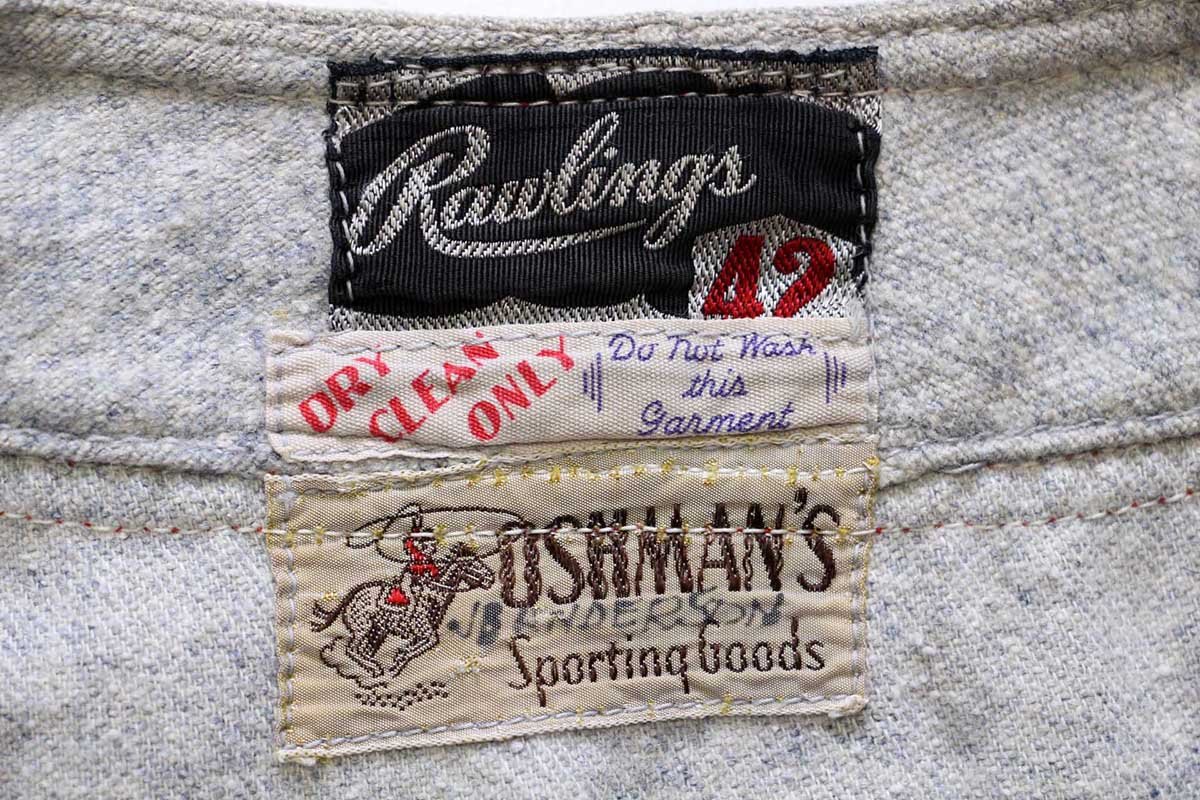 Rawlings
42
DRY
CLEAN
ONLY
Do Not Wash
this
Garment
OSHMAN'S
Sporting Goods